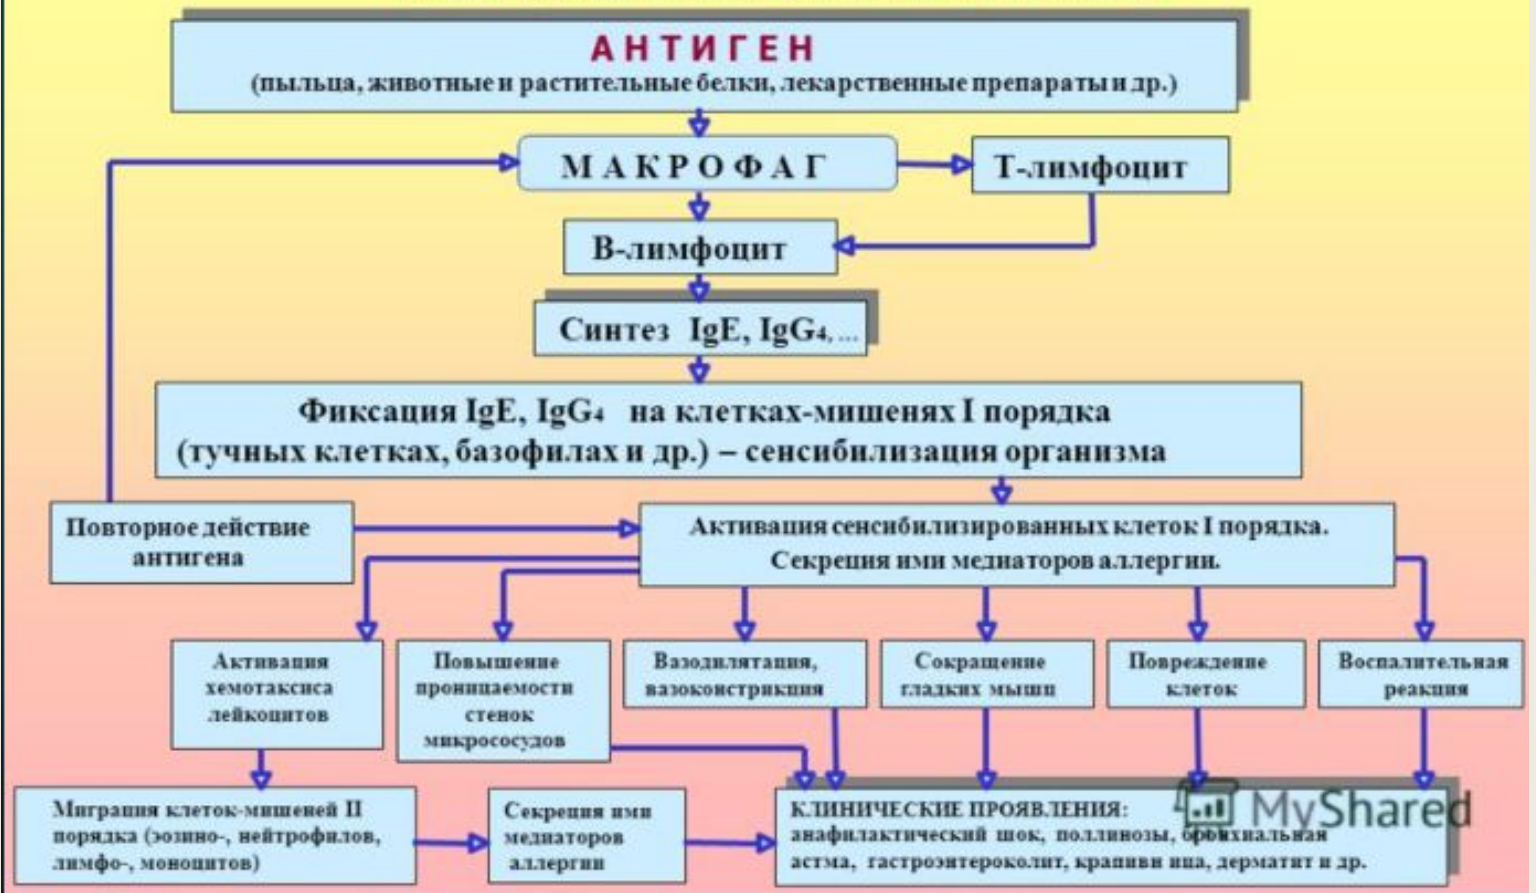 АНТИГЕН
(пыльца, животные и растительные белки, лекарственные препараты и др.)
МАКРОФАГ
Т-лимфоцит
В-лимфоцит
Синтез IgE, IgG4, ...
Фиксация IgE, IgG4 на клетках-мишенях I порядка
(тучных клетках, базофилах и др.) – сенсибилизация организма
Повторное действие
антигена
Активация сенсибилизированных клеток I порядка.
Секреция ими медиаторов аллергии.
Активация
хемотаксиса
лейкоцитов
Повышение
проницаемости
стенок
микрососудов
Вазодилятация,
вазоконстрикция
Сокращение
гладких мышц
Повреждение
клеток
Воспалительная
реакция
Миграция клеток-мишеней II
порядка (эозино-, нейтрофилов,
лимфо-, моноцитов)
Секреция ими
медиаторов
аллергии
КЛИНИЧЕСКИЕ ПРОЯВЛЕНИЯ:
анафилактический шок, поллинозы, бронхиальная
астма, гастроэнтероколит, крапивн ица, дерматит и др.
MyShared